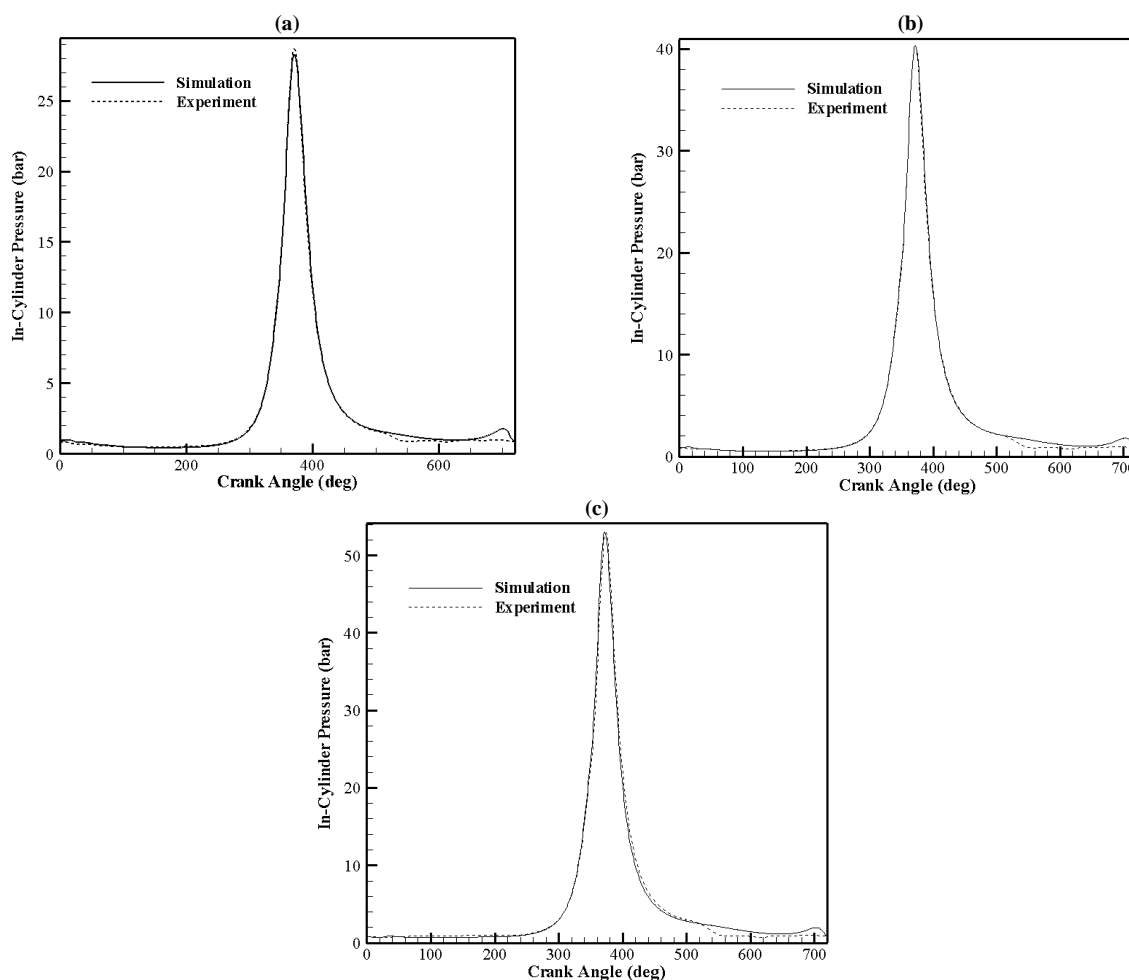 (a)
In-Cylinder Pressure (bar)
25
20
15
10
5
0
Simulation
Experiment
0 200 400 600
Crank Angle (deg)
(b)
In-Cylinder Pressure (bar)
40
30
20
10
0
Simulation
Experiment
0 100 200 300 400 500 600 700
Crank Angle (deg)
(c)
In-Cylinder Pressure (bar)
50
40
30
20
10
0
Simulation
Experiment
0 100 200 300 400 500 600 700
Crank Angle (deg)